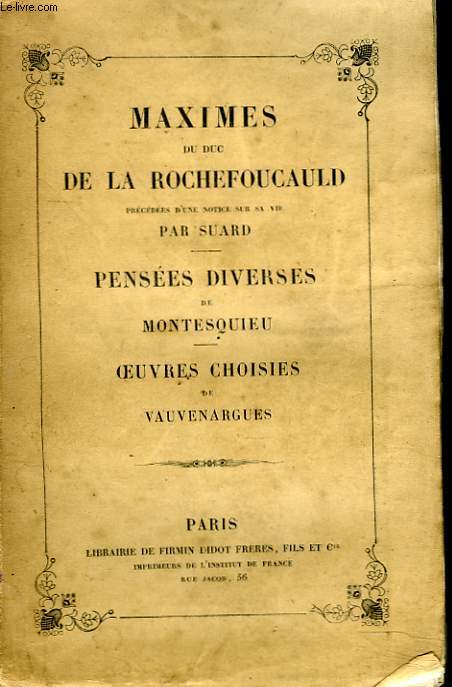 Le-livre.com
MAXIMES
DU DUC
DE LA ROCHEFOUCAULD
PRÉCÉDÉES D'UNE NOTICE SUR SA VIE
PAR SUARD
PENSÉES DIVERSES
DE
MONTESQUIEU
ŒUVRES CHOISIES
DE
VAUVENARGUES
PARIS
LIBRAIRIE DE FIRMIN DIDOT FRÈRES, FILS ET Cie
IMPRIMEURS DE L'INSTITUT DE FRANCE
RUE JACOB, 56